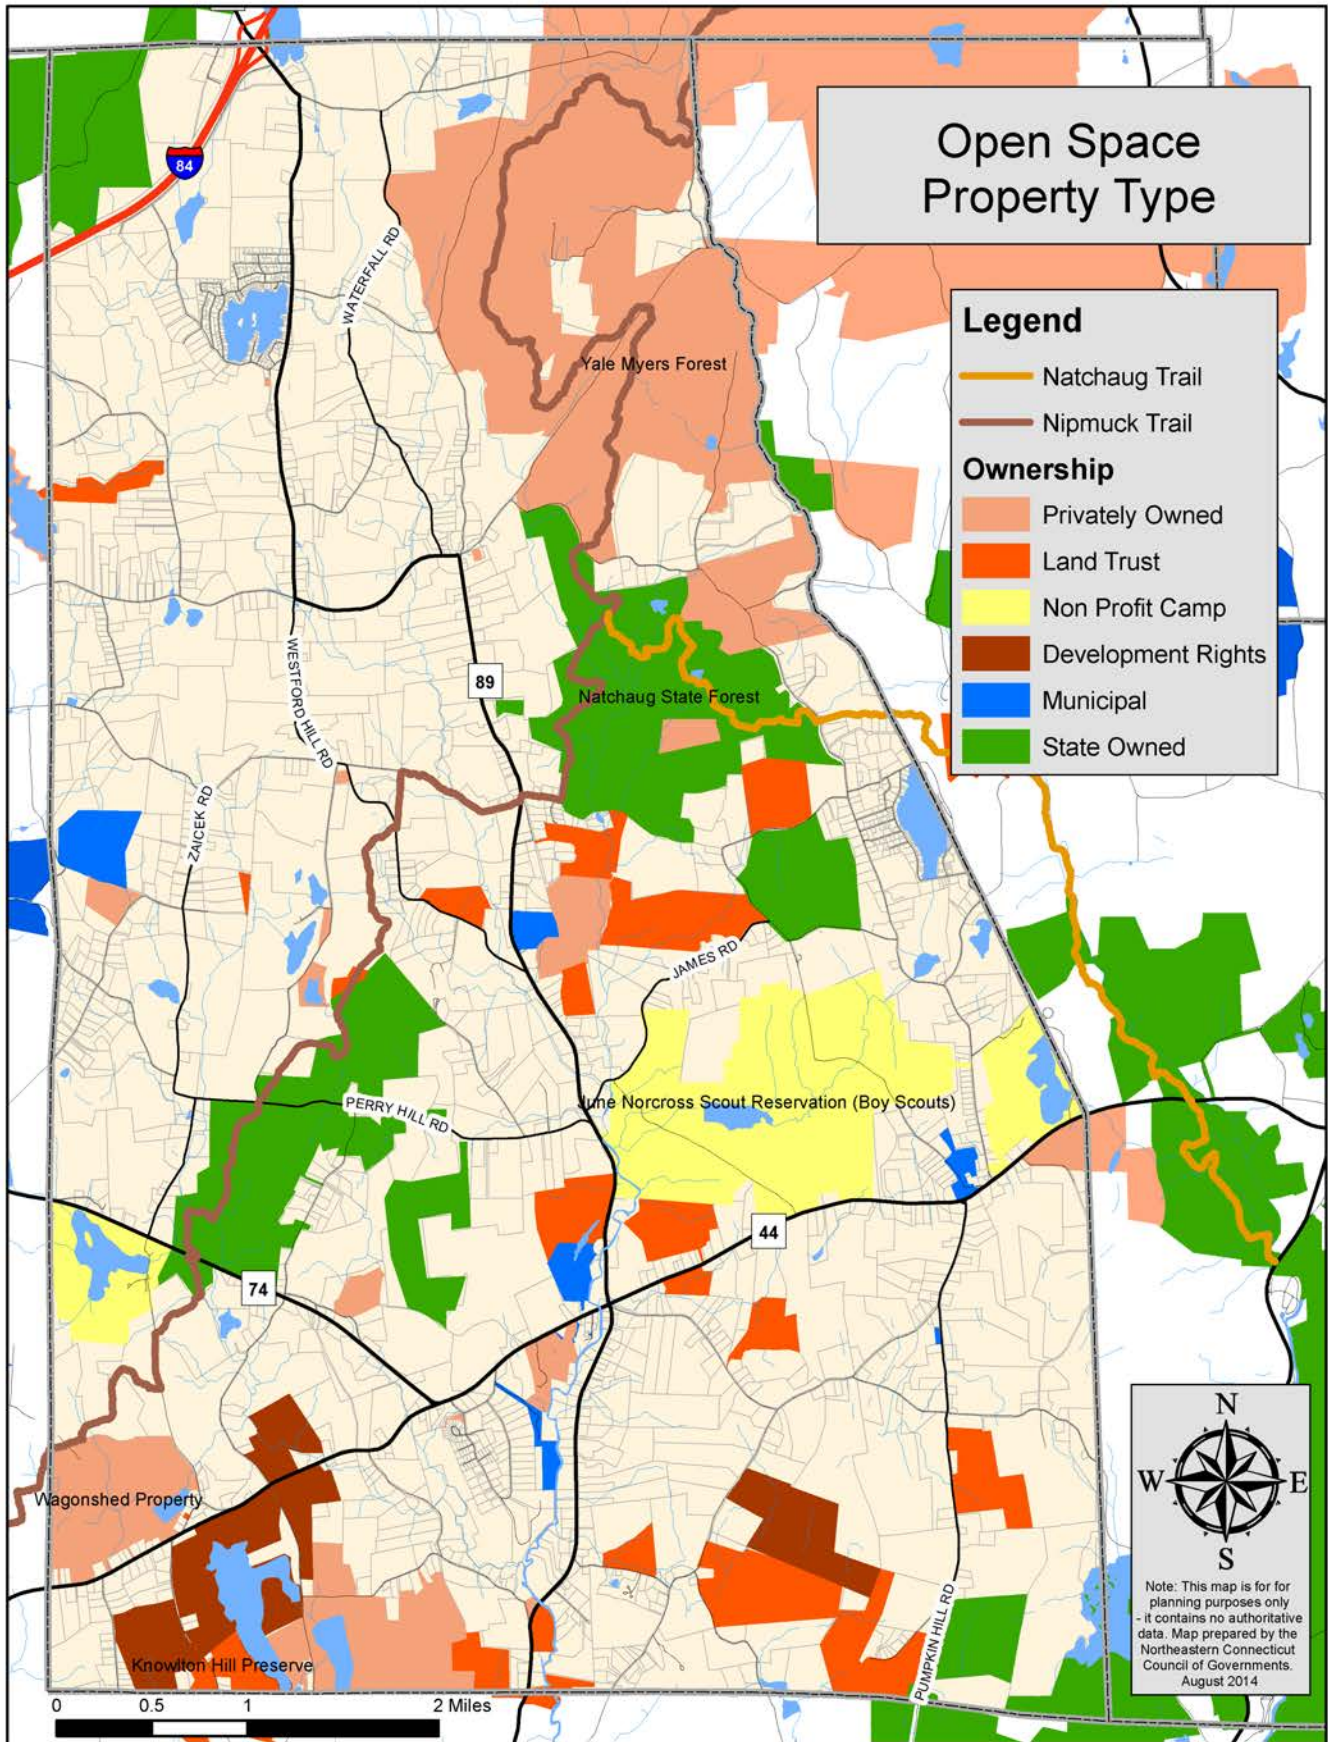 Open Space
Property Type
84
WATERFALL RD
Legend
Natchaug Trail
Nipmuck Trail
Ownership
Privately Owned
Land Trust
Non Profit Camp
Development Rights
Municipal
State Owned
Yale Myers Forest
WESTFORD HILL RD
89
Natchaug State Forest
ZAICEK RD
JAMES RD
PERRY HILL RD
June Norcross Scout Reservation (Boy Scouts)
44
74
Wagonshed Property
Knowlton Hill Preserve
PUMPKIN HILL RD
N
W
E
S
Note: This map is for for
planning purposes only
- it contains no authoritative
data. Map prepared by the
Northeastern Connecticut
Council of Governments.
August 2014
0 0.5 1 2 Miles